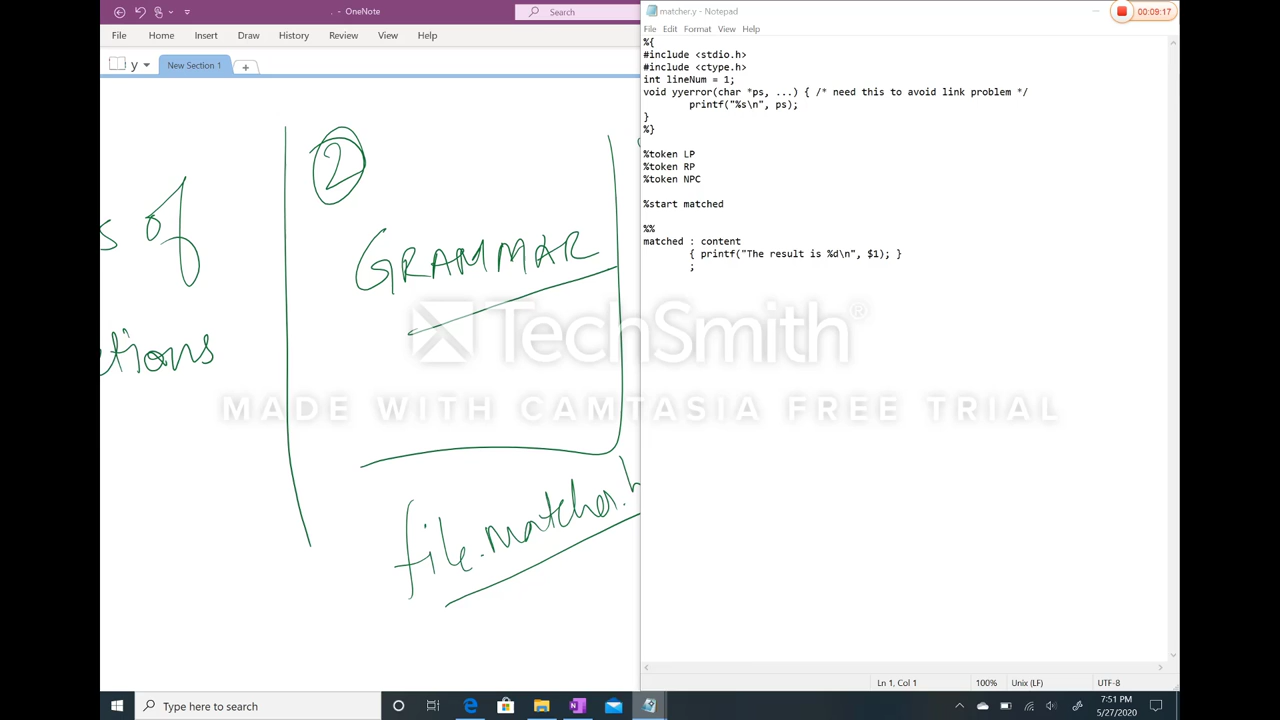 . - OneNote
Search
File Home Insert Draw History Review View Help
y
New Section 1
s of
ctions
2
GRAMMAR
file.matcher.h
matcher.y - Notepad
00:09:17
File Edit Format View Help
%{
#include <stdio.h>
#include <ctype.h>
int lineNum = 1;
void yyerror(char *ps, ...) { /* need this to avoid link problem */
printf("%s\n", ps);
}
%}
%token LP
%token RP
%token NPC
%start matched
%%
matched : content
{ printf("The result is %d\n", $1); }
;
TechSmith®
MADE WITH CAMTASIA FREE TRIAL
Ln 1, Col 1 100% Unix (LF) UTF-8
Type here to search
7:51 PM
5/27/2020